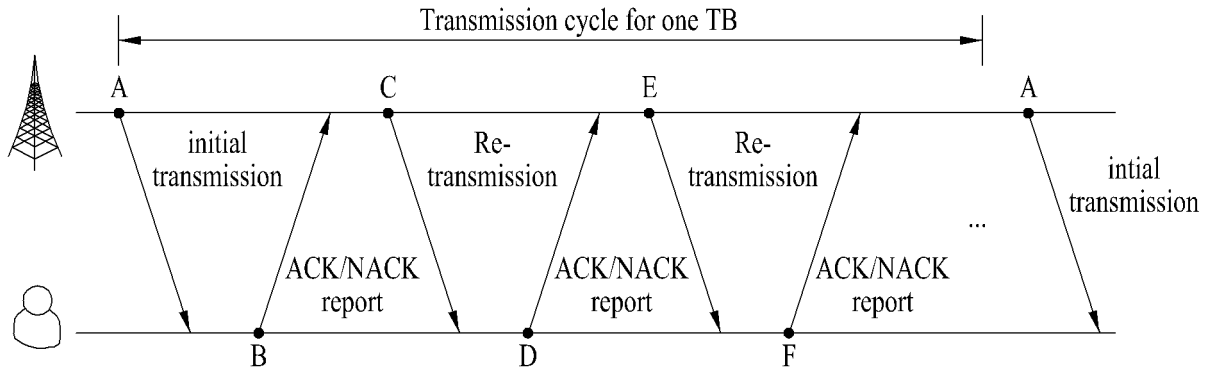 Transmission cycle for one TB
A
C
E
A
initial
transmission
Re-
transmission
Re-
transmission
intial
transmission
...
ACK/NACK
report
ACK/NACK
report
ACK/NACK
report
B
D
F